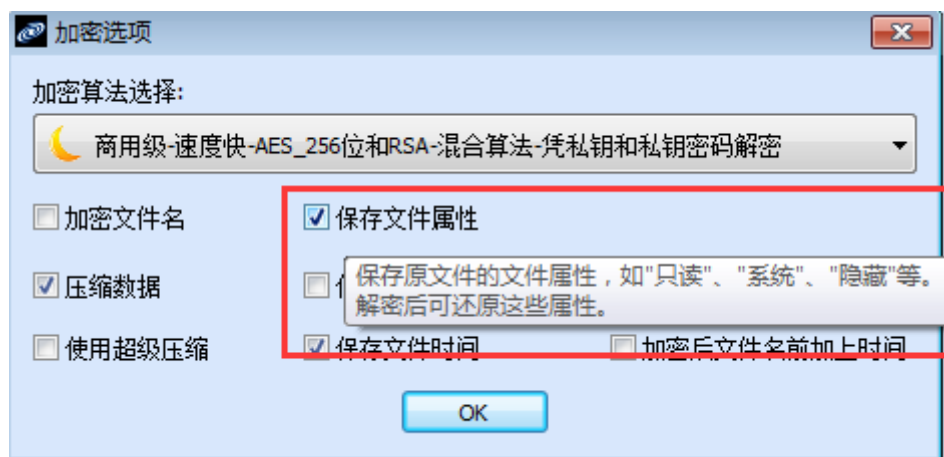 加密选项
加密算法选择:
商用级-速度快-AES_256位和RSA-混合算法-凭私钥和私钥密码解密
加密文件名
保存文件属性
压缩数据
保存原文件的文件属性，如"只读"、"系统"、"隐藏"等。
解密后可还原这些属性。
使用超级压缩
保存文件时间
加密后文件名前加上时间
OK